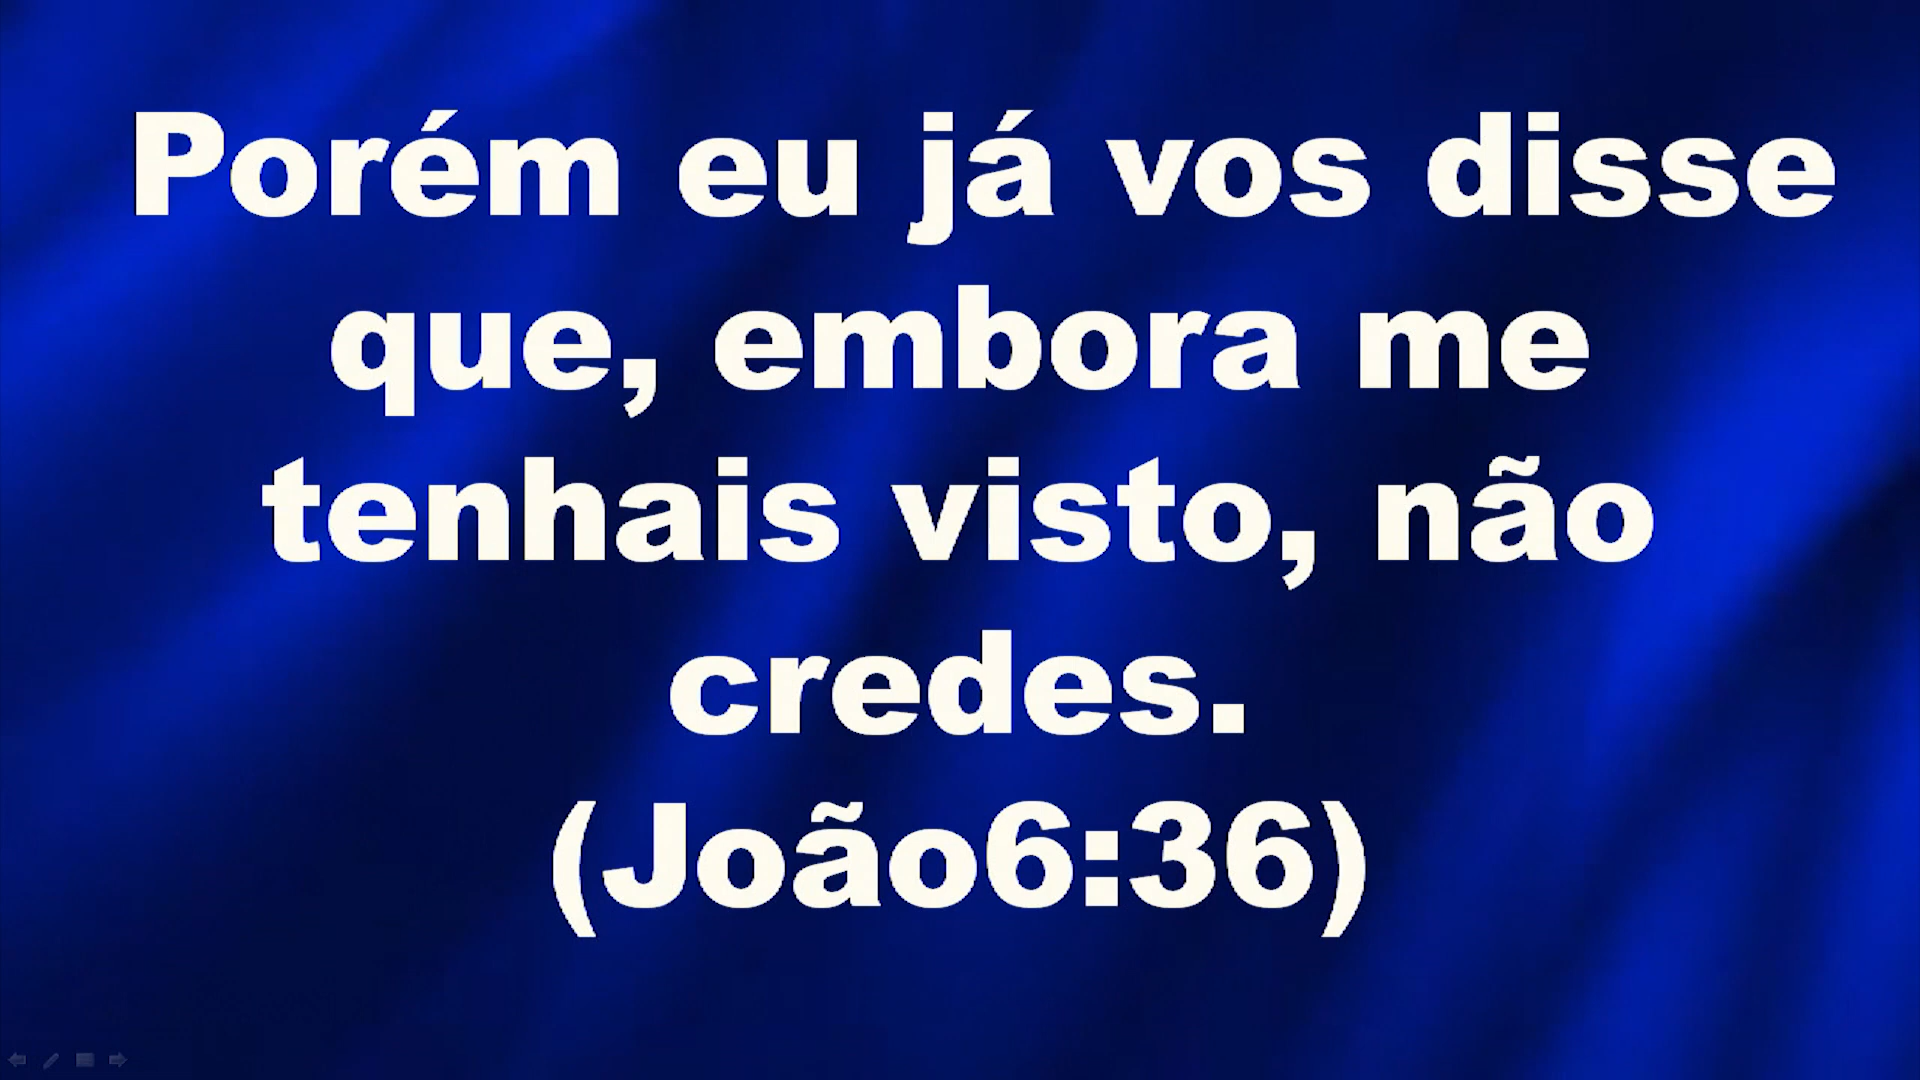 Porém eu já vos disse
que, embora me
tenhais visto, não
credes.
(João6:36)